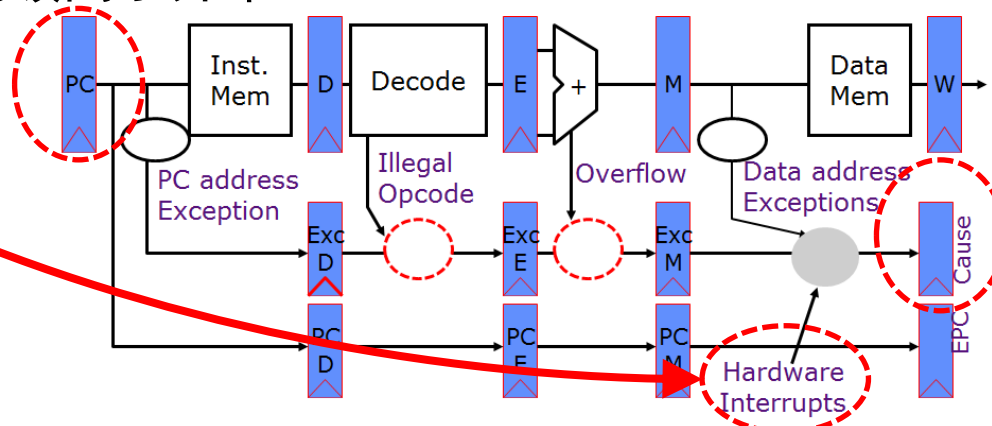 PC
Inst.
Mem
D
Decode
E
+
M
Data
Mem
W
PC address
Exception
Illegal
Opcode
Overflow
Data address
Exceptions
Exc
D
Exc
E
Exc
M
Cause
PC
D
PC
E
PC
M
EPC
Hardware
Interrupts